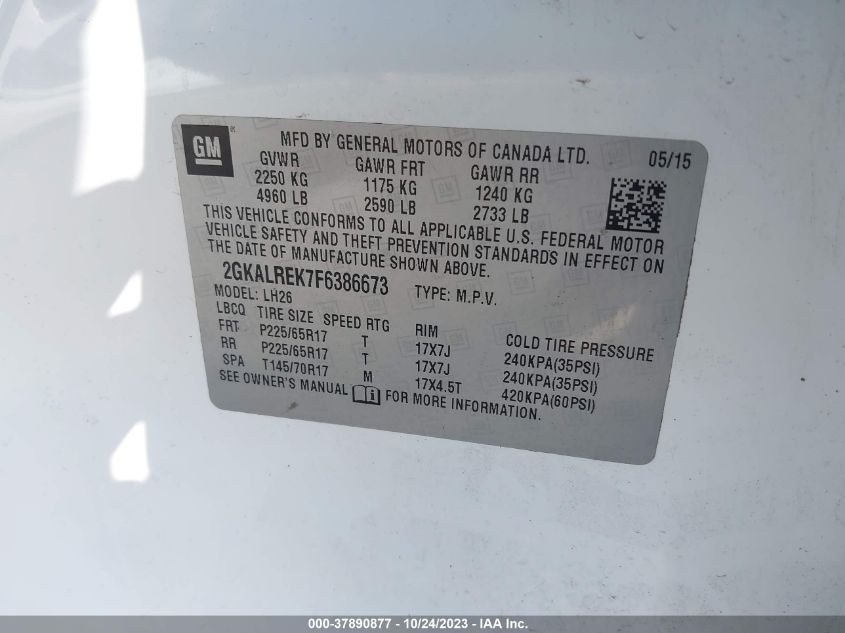 GM
MFD BY GENERAL MOTORS OF CANADA LTD. 05/15
GVWR GAWR FRT GAWR RR
2250 KG 1175 KG 1240 KG
4960 LB 2590 LB 2733 LB
THIS VEHICLE CONFORMS TO ALL APPLICABLE U.S. FEDERAL MOTOR
VEHICLE SAFETY AND THEFT PREVENTION STANDARDS IN EFFECT ON
THE DATE OF MANUFACTURE SHOWN ABOVE.
2GKALREK7F6386673 TYPE: M.P.V.
MODEL: LH26
LBCQ TIRE SIZE SPEED RTG RIM COLD TIRE PRESSURE
FRT P225/65R17 T 17X7J 240KPA(35PSI)
RR P225/65R17 T 17X7J 240KPA(35PSI)
SPA T145/70R17 M 17X4.5T 420KPA(60PSI)
SEE OWNER'S MANUAL FOR MORE INFORMATION.
000-37890877 - 10/24/2023 - IAAI Inc.